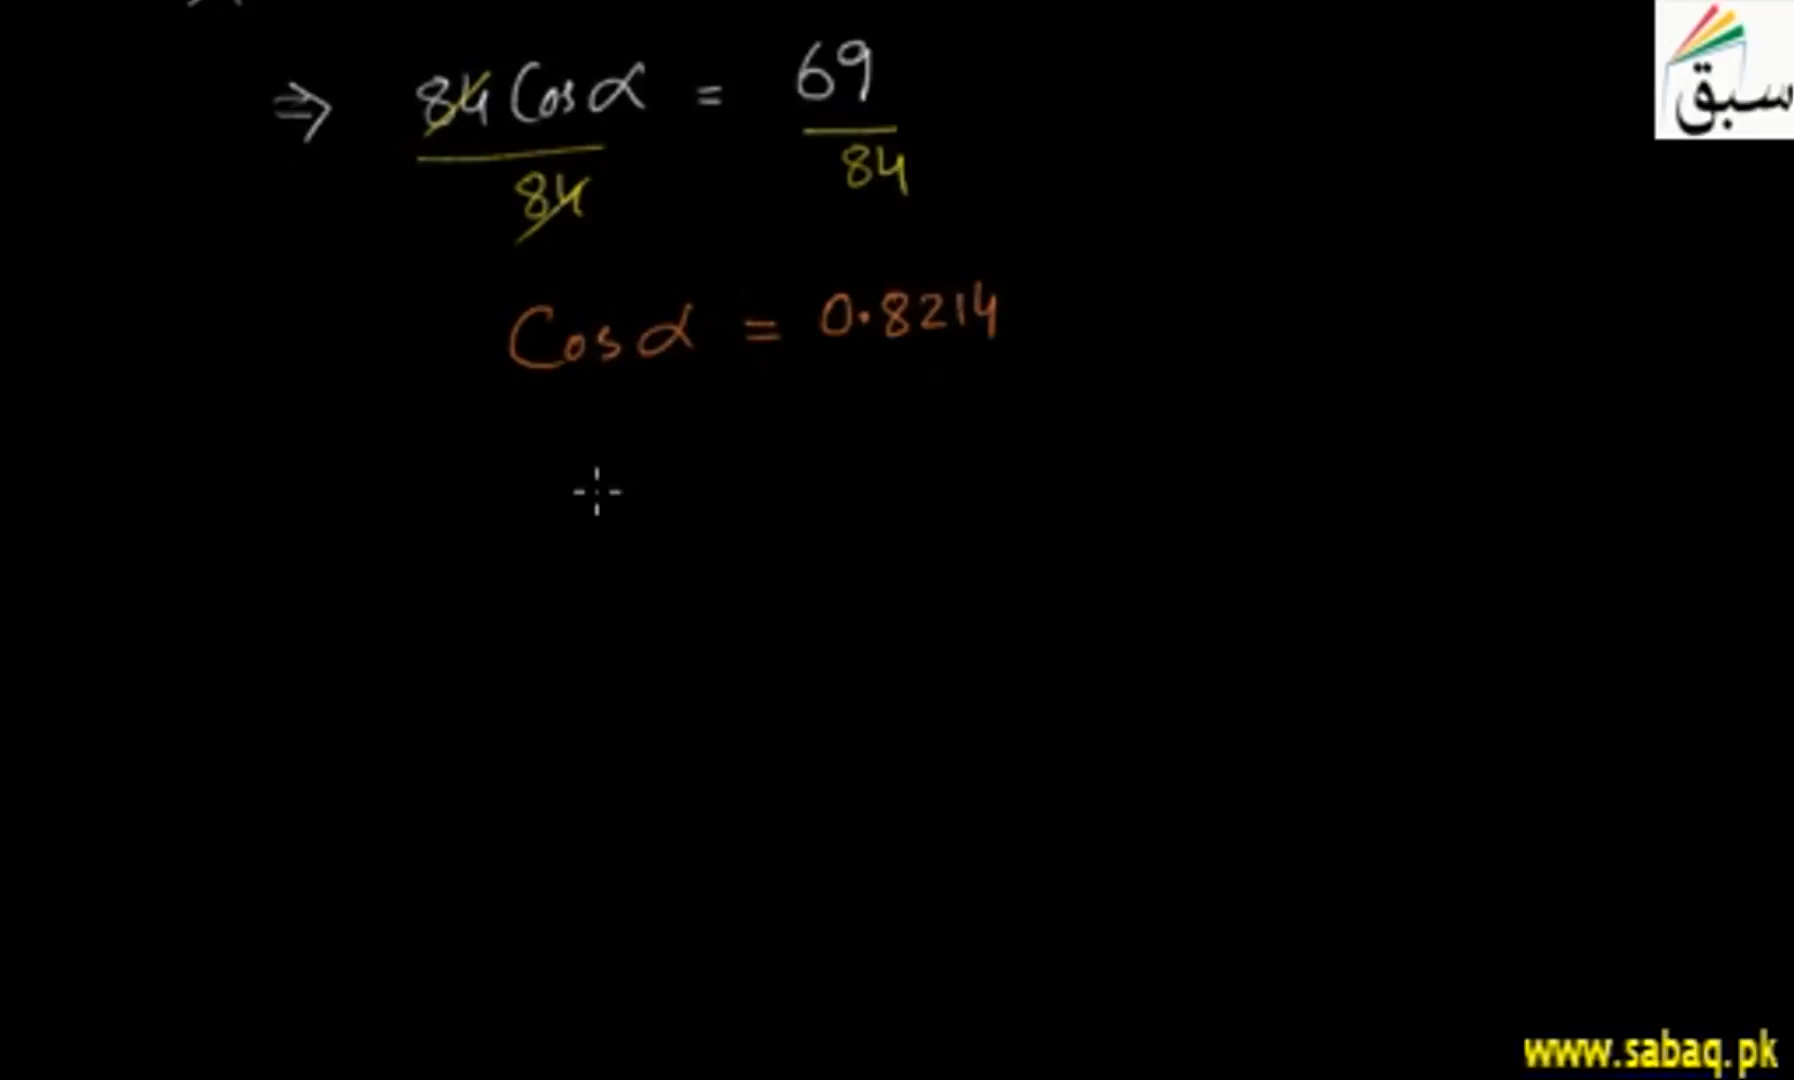 سبق
⇒ 84 Cos α / 84 = 69 / 84
Cos α = 0.8214
www.sabaq.pk